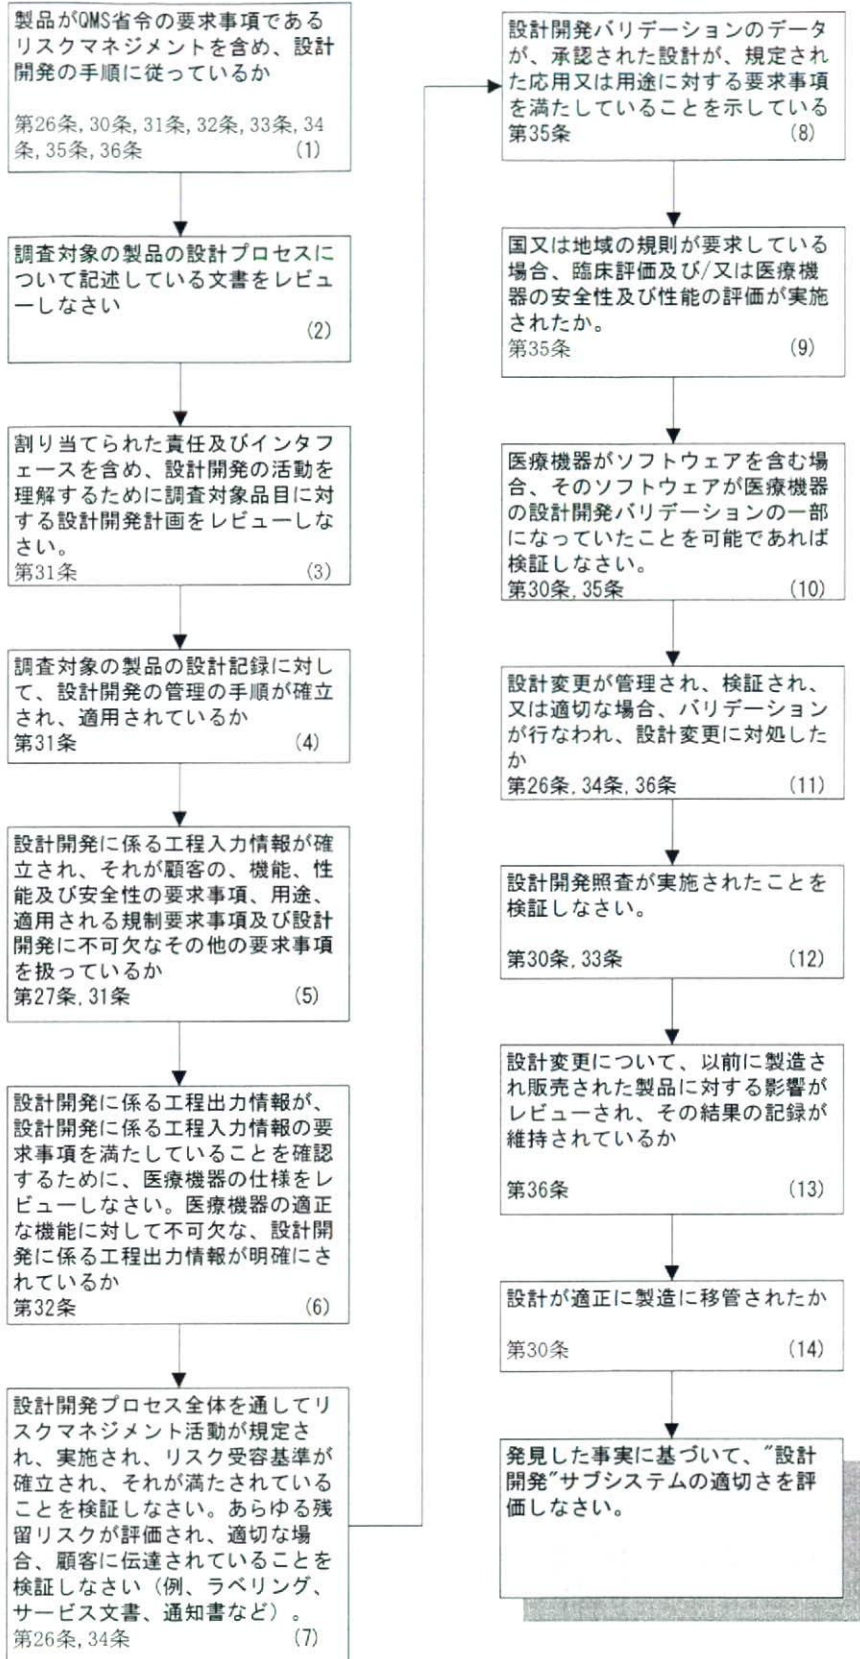 製品がQMS省令の要求事項である
リスクマネジメントを含め、設計
開発の手順に従っているか
第26条, 30条, 31条, 32条, 33条, 34
条, 35条, 36条 (1)
調査対象の製品の設計プロセスに
ついて記述している文書をレビュ
ーしなさい
(2)
割り当てられた責任及びインタフ
ェースを含め、設計開発の活動を
理解するために調査対象品目に対
する設計開発計画をレビューしな
さい。
第31条 (3)
調査対象の製品の設計記録に対し
て、設計開発の管理の手順が確立
され、適用されているか
第31条 (4)
設計開発に係る工程入力情報が確
立され、それが顧客の、機能、性
能及び安全性の要求事項、用途、
適用される規制要求事項及び設計
開発に不可欠なその他の要求事項
を扱っているか
第27条, 31条 (5)
設計開発に係る工程出力情報が、
設計開発に係る工程入力情報の要
求事項を満たしていることを確認
するために、医療機器の仕様をレ
ビューしなさい。医療機器の適正
な機能に対して不可欠な、設計開
発に係る工程出力情報が明確にさ
れているか
第32条 (6)
設計開発プロセス全体を通してリ
スクマネジメント活動が規定さ
れ、実施され、リスク受容基準が
確立され、それが満たされている
ことを検証しなさい。あらゆる残
留リスクが評価され、適切な場
合、顧客に伝達されていることを
検証しなさい（例、ラベリング、
サービス文書、通知書など）。
第26条, 34条 (7)
設計開発バリデーションのデータ
が、承認された設計が、規定され
た応用又は用途に対する要求事項
を満たしていることを示している
第35条 (8)
国又は地域の規則が要求している
場合、臨床評価及び/又は医療機
器の安全性及び性能の評価が実施
されたか。
第35条 (9)
医療機器がソフトウェアを含む場
合、そのソフトウェアが医療機器
の設計開発バリデーションの一部
になっていたことを可能であれば
検証しなさい。
第30条, 35条 (10)
設計変更が管理され、検証され、
又は適切な場合、バリデーション
が行なわれ、設計変更に対処した
か
第26条, 34条, 36条 (11)
設計開発照査が実施されたことを
検証しなさい。
第30条, 33条 (12)
設計変更について、以前に製造さ
れ販売された製品に対する影響が
レビューされ、その結果の記録が
維持されているか
第36条 (13)
設計が適正に製造に移管されたか
第30条 (14)
発見した事実に基づいて、"設計
開発"サブシステムの適切さを評
価しなさい。